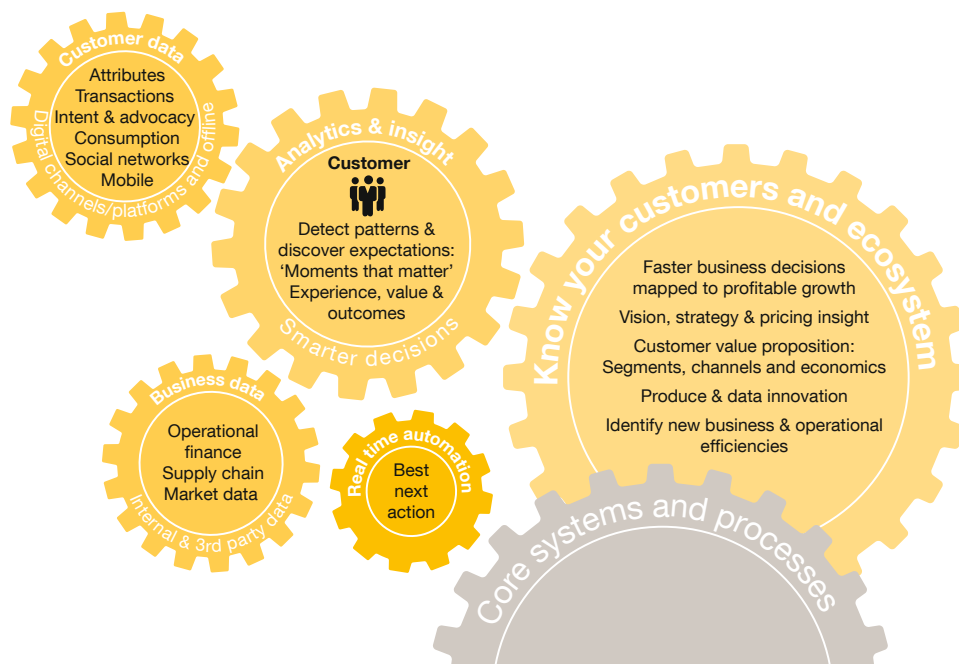 Customer data
Attributes
Transactions
Intent & advocacy
Consumption
Social networks
Mobile
Digital channels/platforms and offline
Analytics & insight
Customer
Detect patterns &
discover expectations:
‘Moments that matter’
Experience, value &
outcomes
Smarter decisions
Business data
Operational
finance
Supply chain
Market data
Internal & 3rd party data
Real time automation
Best
next
action
Know your customers and ecosystem
Faster business decisions
mapped to profitable growth
Vision, strategy & pricing insight
Customer value proposition:
Segments, channels and economics
Produce & data innovation
Identify new business & operational
efficiencies
Core systems and processes